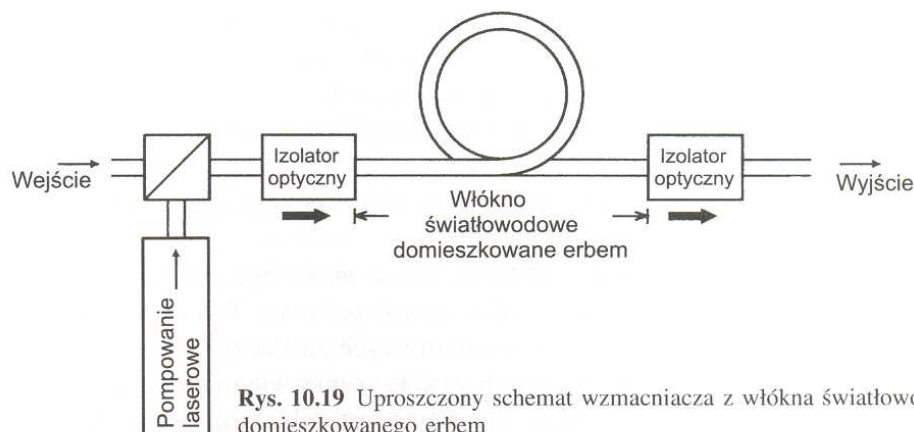 Wejście
Izolator
optyczny
Włókno
światłowodowe
domieszkowane erbem
Izolator
optyczny
Wyjście
Pompowanie
laserowe
Rys. 10.19 Uproszczony schemat wzmacniacza z włókna światłowo
domieszkowanego erbem